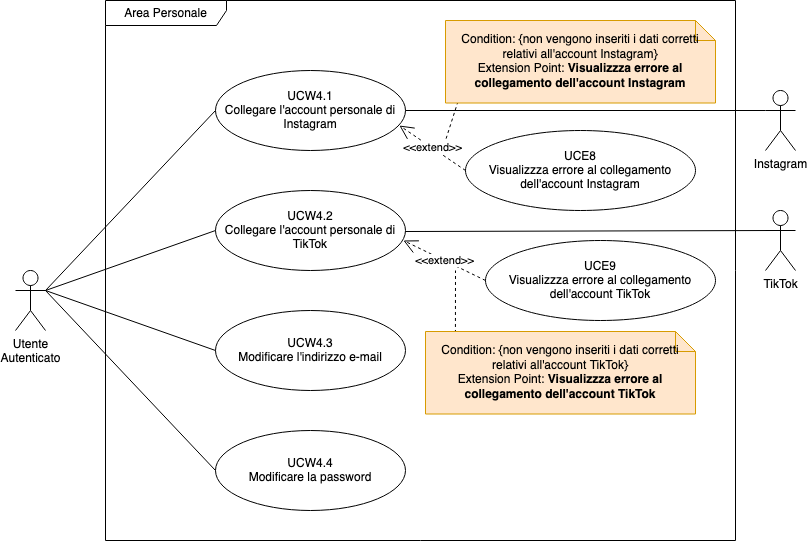 Area Personale
Condition: {non vengono inseriti i dati corretti
relativi all'account Instagram}
Extension Point: Visualizzza errore al
collegamento dell'account Instagram
UCW4.1
Collegare l'account personale di
Instagram
<<extend>>
UCE8
Visualizzza errore al collegamento
dell'account Instagram
Instagram
UCW4.2
Collegare l'account personale di
TikTok
<<extend>>
UCE9
Visualizzza errore al collegamento
dell'account TikTok
TikTok
Utente
Autenticato
UCW4.3
Modificare l'indirizzo e-mail
Condition: {non vengono inseriti i dati corretti
relativi all'account TikTok}
Extension Point: Visualizzza errore al
collegamento dell'account TikTok
UCW4.4
Modificare la password